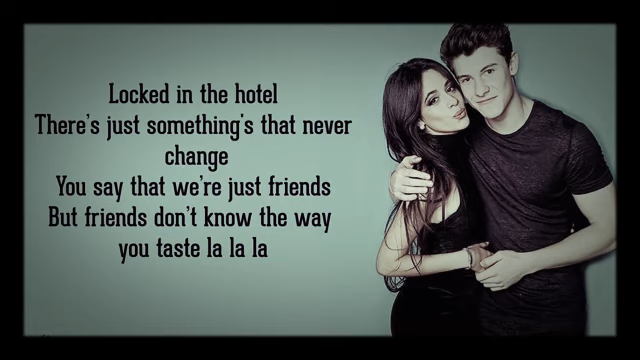 Locked in the hotel
There's just something's that never
change
You say that we're just friends
But friends don't know the way
you taste la la la